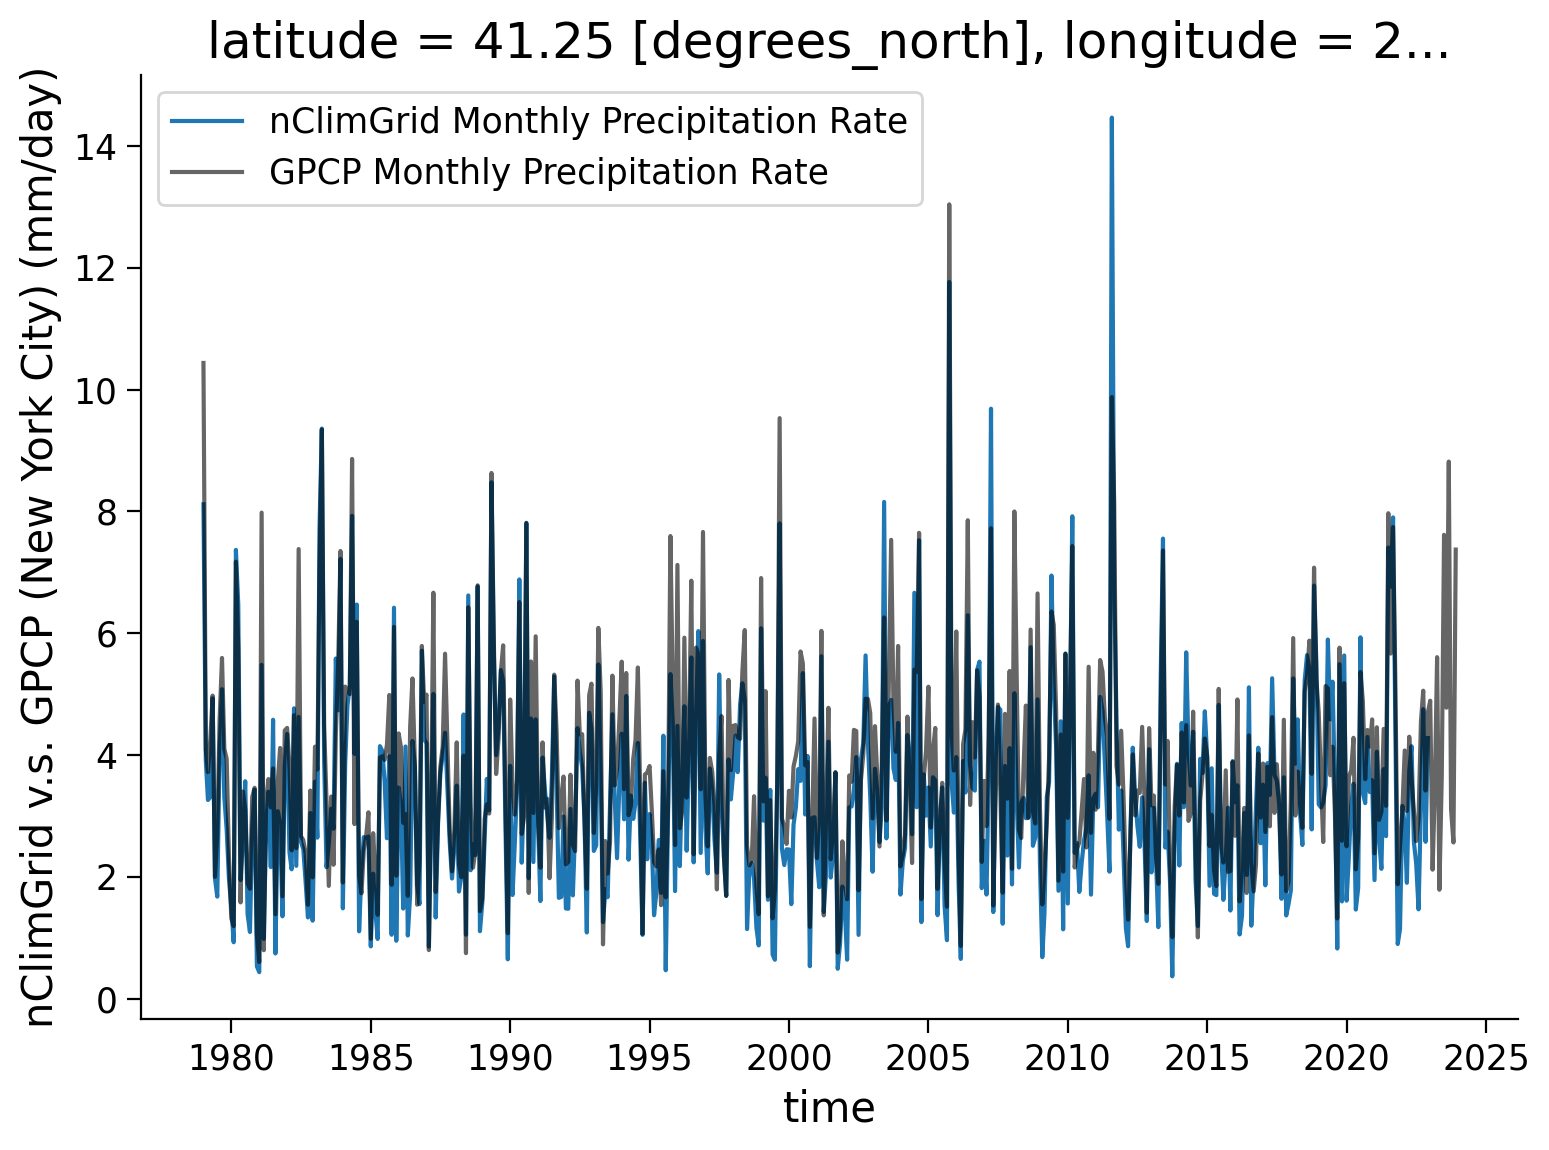 latitude = 41.25 [degrees_north], longitude = 2...
nClimGrid v.s. GPCP (New York City) (mm/day)
nClimGrid Monthly Precipitation Rate
GPCP Monthly Precipitation Rate
14
12
10
8
6
4
2
0
1980 1985 1990 1995 2000 2005 2010 2015 2020 2025
time